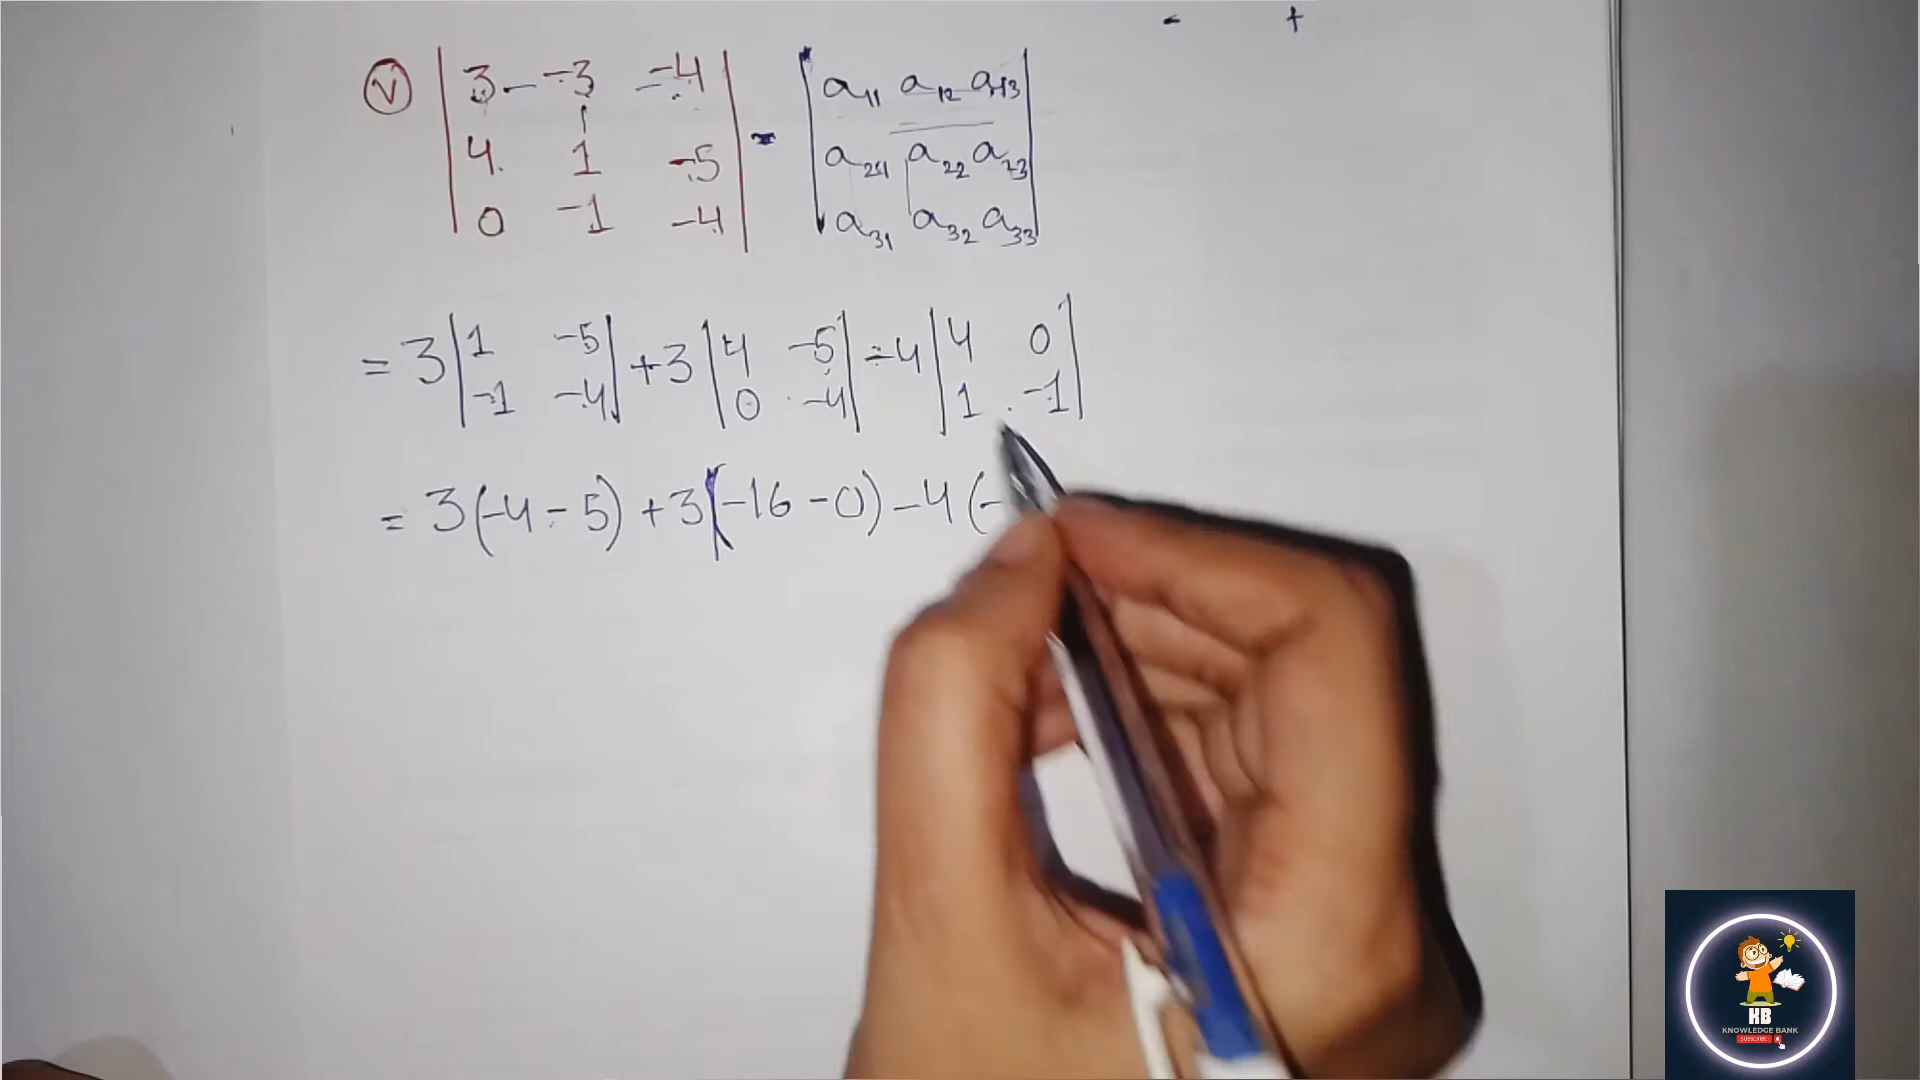 - +
(V) | 3 -3 -4 | = | a11 a12 a13 |
| 4 1 -5 | | a21 a22 a23 |
| 0 -1 -4 | | a31 a32 a33 |
= 3 | 1 -5 | + 3 | 4 -5 | - 4 | 4 0 |
| -1 -4 | | 0 -4 | | 1 -1 |
= 3(-4-5) + 3(-16-0) - 4(-
KB
KNOWLEDGE BANK
SUBSCRIBE